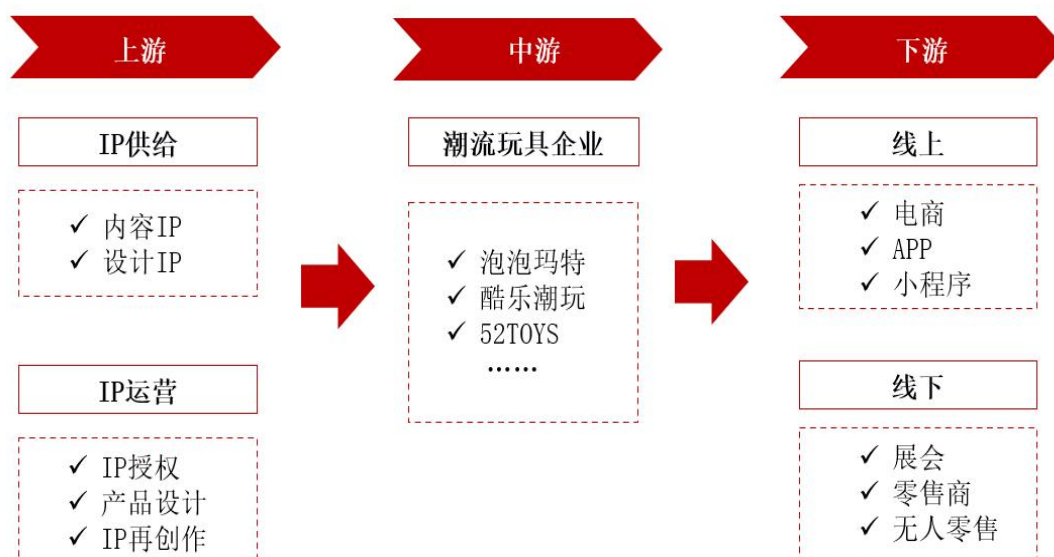 上游
中游
下游
IP供给
内容IP
设计IP
IP运营
IP授权
产品设计
IP再创作
潮流玩具企业
泡泡玛特
酷乐潮玩
52TOYS
……
线上
电商
APP
小程序
线下
展会
零售商
无人零售